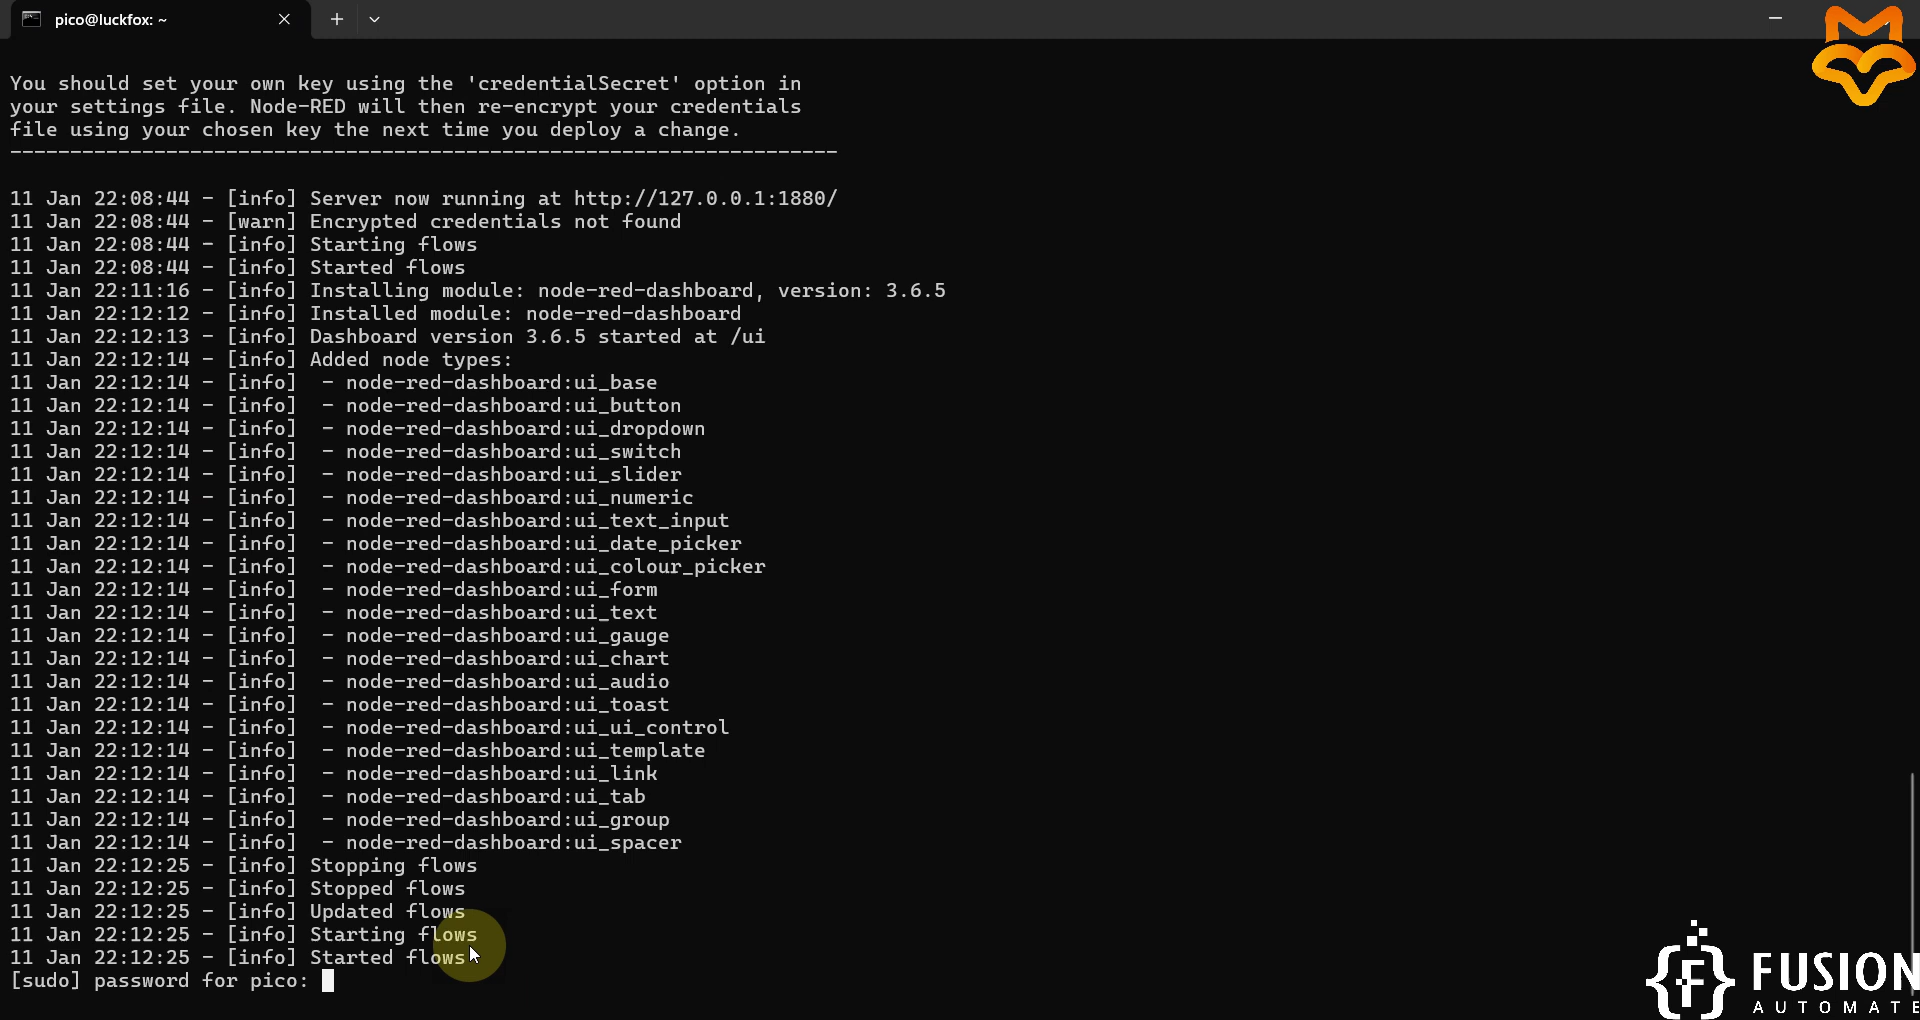 pico@luckfox: ~
You should set your own key using the 'credentialSecret' option in
your settings file. Node-RED will then re-encrypt your credentials
file using your chosen key the next time you deploy a change.
---------------------------------------------------------------------
11 Jan 22:08:44 - [info] Server now running at http://127.0.0.1:1880/
11 Jan 22:08:44 - [warn] Encrypted credentials not found
11 Jan 22:08:44 - [info] Starting flows
11 Jan 22:08:44 - [info] Started flows
11 Jan 22:11:16 - [info] Installing module: node-red-dashboard, version: 3.6.5
11 Jan 22:12:12 - [info] Installed module: node-red-dashboard
11 Jan 22:12:13 - [info] Dashboard version 3.6.5 started at /ui
11 Jan 22:12:14 - [info] Added node types:
11 Jan 22:12:14 - [info]  - node-red-dashboard:ui_base
11 Jan 22:12:14 - [info]  - node-red-dashboard:ui_button
11 Jan 22:12:14 - [info]  - node-red-dashboard:ui_dropdown
11 Jan 22:12:14 - [info]  - node-red-dashboard:ui_switch
11 Jan 22:12:14 - [info]  - node-red-dashboard:ui_slider
11 Jan 22:12:14 - [info]  - node-red-dashboard:ui_numeric
11 Jan 22:12:14 - [info]  - node-red-dashboard:ui_text_input
11 Jan 22:12:14 - [info]  - node-red-dashboard:ui_date_picker
11 Jan 22:12:14 - [info]  - node-red-dashboard:ui_colour_picker
11 Jan 22:12:14 - [info]  - node-red-dashboard:ui_form
11 Jan 22:12:14 - [info]  - node-red-dashboard:ui_text
11 Jan 22:12:14 - [info]  - node-red-dashboard:ui_gauge
11 Jan 22:12:14 - [info]  - node-red-dashboard:ui_chart
11 Jan 22:12:14 - [info]  - node-red-dashboard:ui_audio
11 Jan 22:12:14 - [info]  - node-red-dashboard:ui_toast
11 Jan 22:12:14 - [info]  - node-red-dashboard:ui_ui_control
11 Jan 22:12:14 - [info]  - node-red-dashboard:ui_template
11 Jan 22:12:14 - [info]  - node-red-dashboard:ui_link
11 Jan 22:12:14 - [info]  - node-red-dashboard:ui_tab
11 Jan 22:12:14 - [info]  - node-red-dashboard:ui_group
11 Jan 22:12:14 - [info]  - node-red-dashboard:ui_spacer
11 Jan 22:12:25 - [info] Stopping flows
11 Jan 22:12:25 - [info] Stopped flows
11 Jan 22:12:25 - [info] Updated flows
11 Jan 22:12:25 - [info] Starting flows
11 Jan 22:12:25 - [info] Started flows
[sudo] password for pico:
{F} FUSION
AUTOMATE